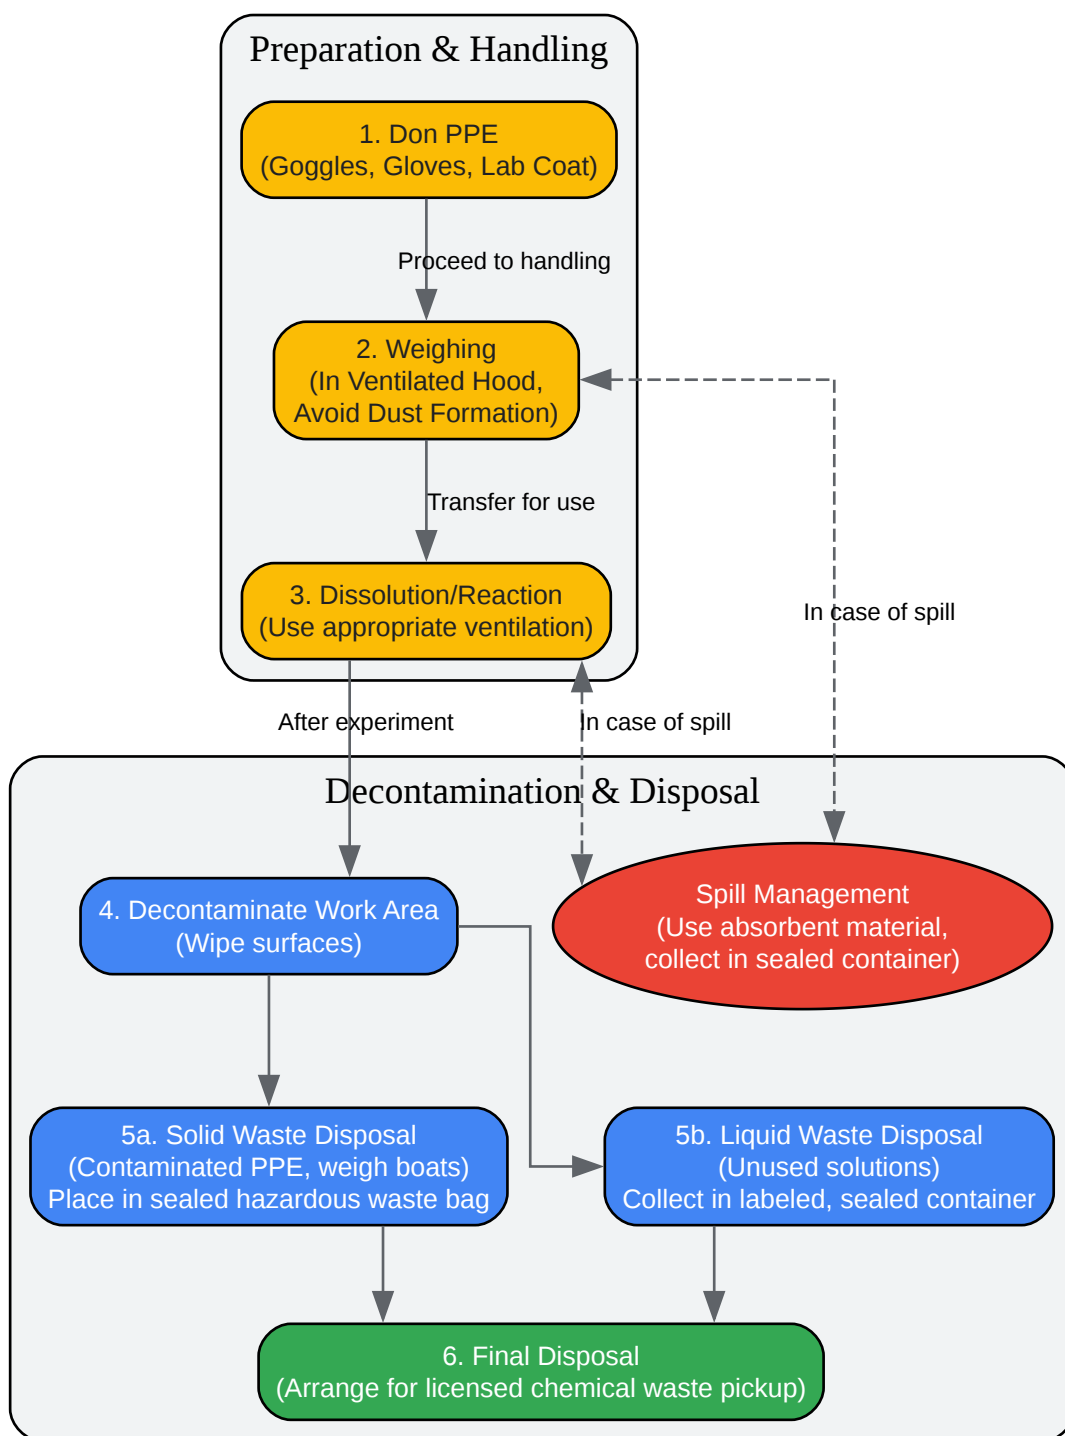 Preparation & Handling
1. Don PPE
(Goggles, Gloves, Lab Coat)
Proceed to handling
2. Weighing
(In Ventilated Hood,
Avoid Dust Formation)
Transfer for use
3. Dissolution/Reaction
(Use appropriate ventilation)
In case of spill
After experiment
In case of spill
Decontamination & Disposal
4. Decontaminate Work Area
(Wipe surfaces)
Spill Management
(Use absorbent material,
collect in sealed container)
5a. Solid Waste Disposal
(Contaminated PPE, weigh boats)
Place in sealed hazardous waste bag
5b. Liquid Waste Disposal
(Unused solutions)
Collect in labeled, sealed container
6. Final Disposal
(Arrange for licensed chemical waste pickup)